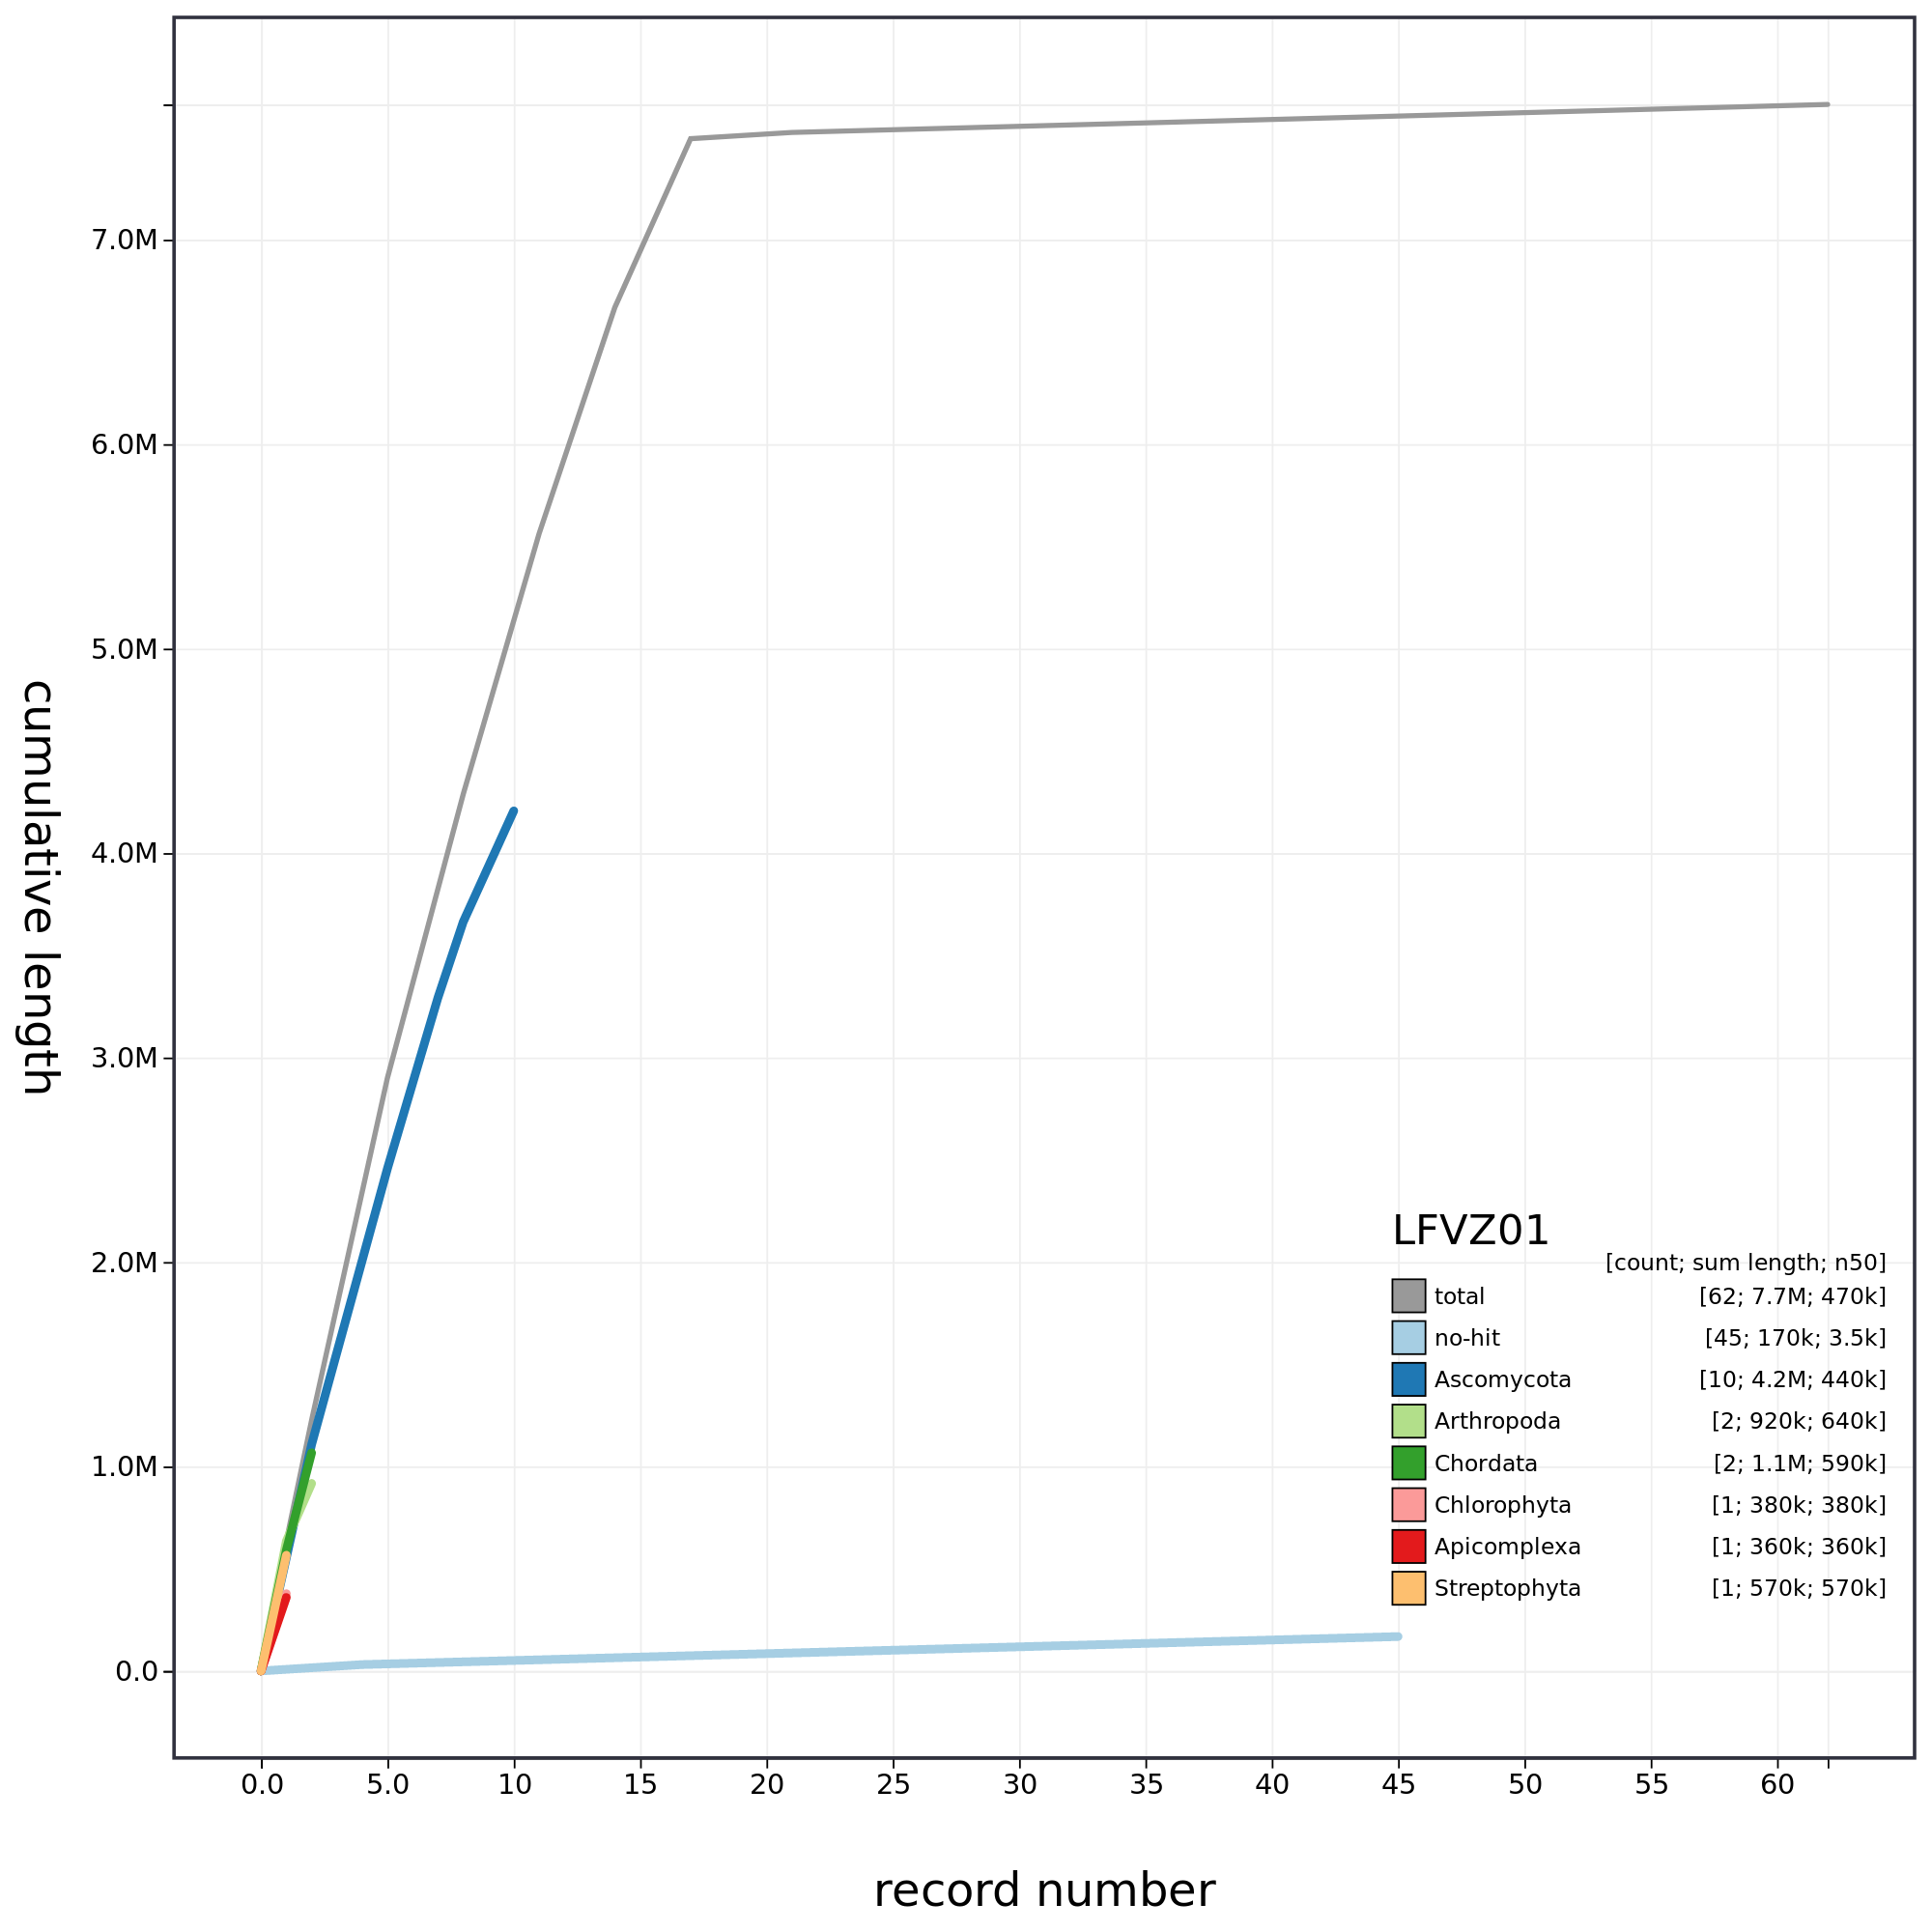 7.0M
6.0M
5.0M
4.0M
3.0M
2.0M
1.0M
0.0
cumulative length
LFVZ01
[count; sum length; n50]
total [62; 7.7M; 470k]
no-hit [45; 170k; 3.5k]
Ascomycota [10; 4.2M; 440k]
Arthropoda [2; 920k; 640k]
Chordata [2; 1.1M; 590k]
Chlorophyta [1; 380k; 380k]
Apicomplexa [1; 360k; 360k]
Streptophyta [1; 570k; 570k]
0.0 5.0 10 15 20 25 30 35 40 45 50 55 60
record number